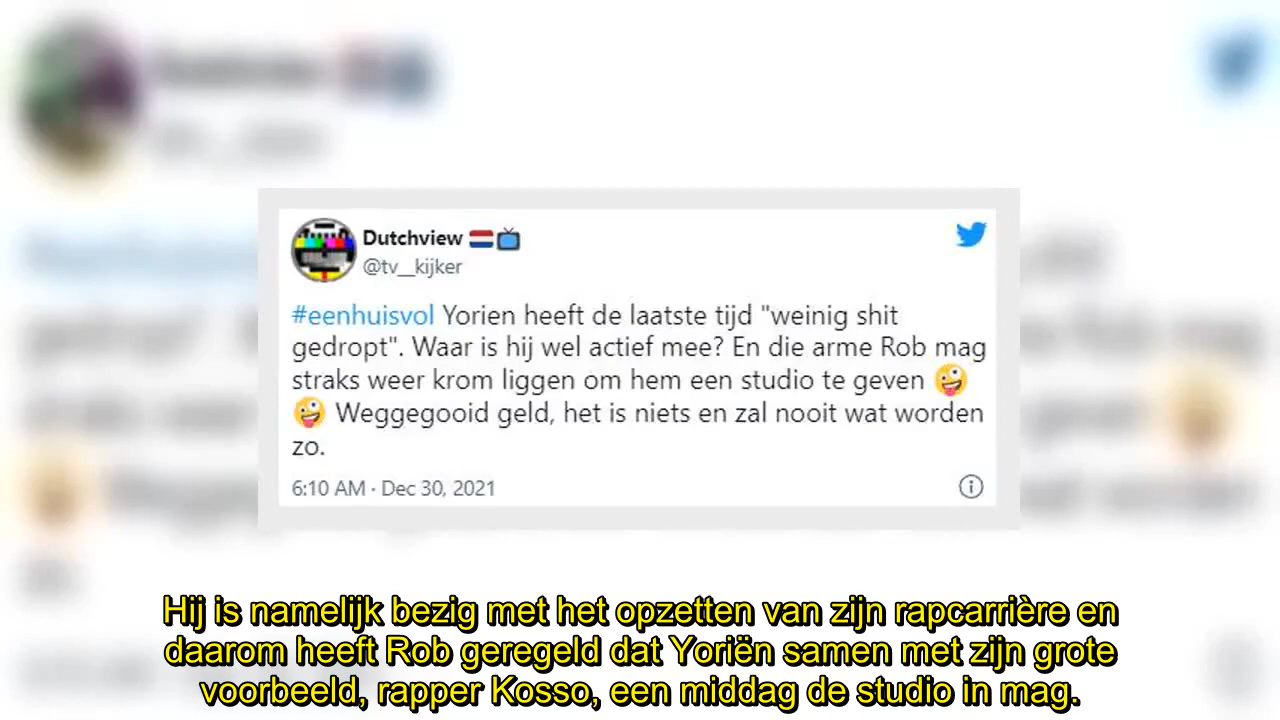 Dutchview 🇳🇱📺
@tv__kijker
#eenhuisvol Yorien heeft de laatste tijd "weinig shit
gedropt". Waar is hij wel actief mee? En die arme Rob mag
straks weer krom liggen om hem een studio te geven 🤪
🤪 Weggegooid geld, het is niets en zal nooit wat worden
zo.
6:10 AM · Dec 30, 2021
Hij is namelijk bezig met het opzetten van zijn rapcarrière en
daarom heeft Rob geregeld dat Yoriën samen met zijn grote
voorbeeld, rapper Kosso, een middag de studio in mag.